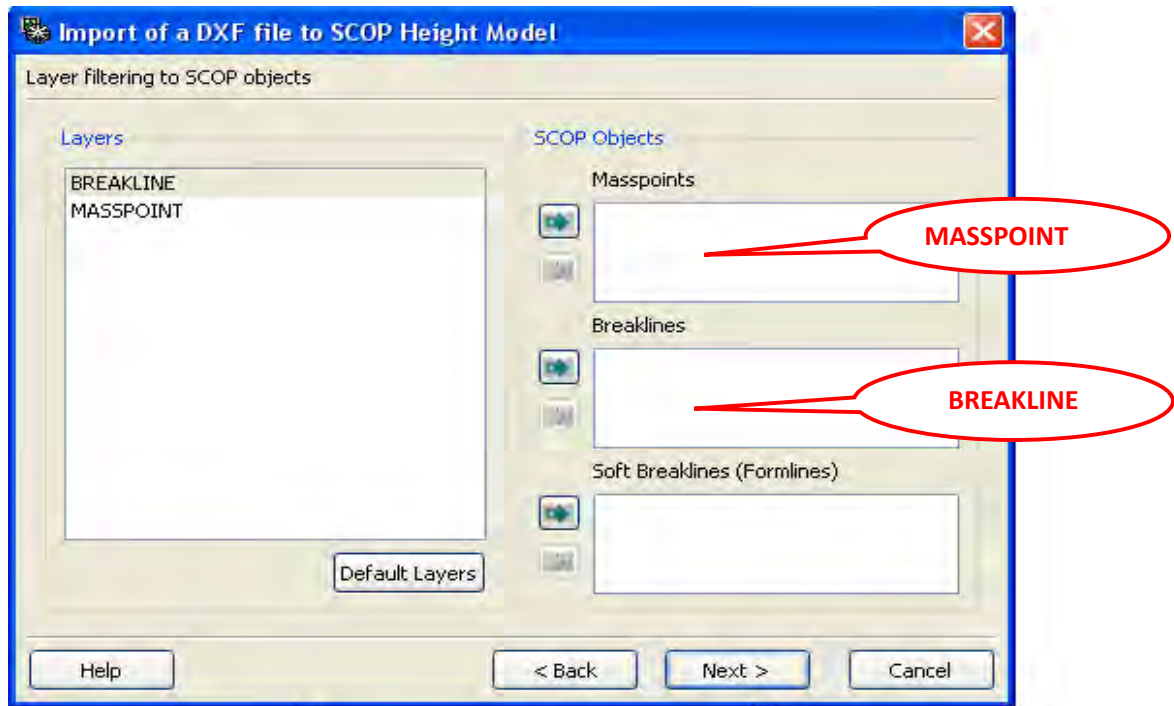 Import of a DXF file to SCOP Height Model
Layer filtering to SCOP objects
Layers
BREAKLINE
MASSPOINT
Default Layers
SCOP Objects
Masspoints
MASSPOINT
Breaklines
BREAKLINE
Soft Breaklines (Formlines)
Help
< Back
Next >
Cancel